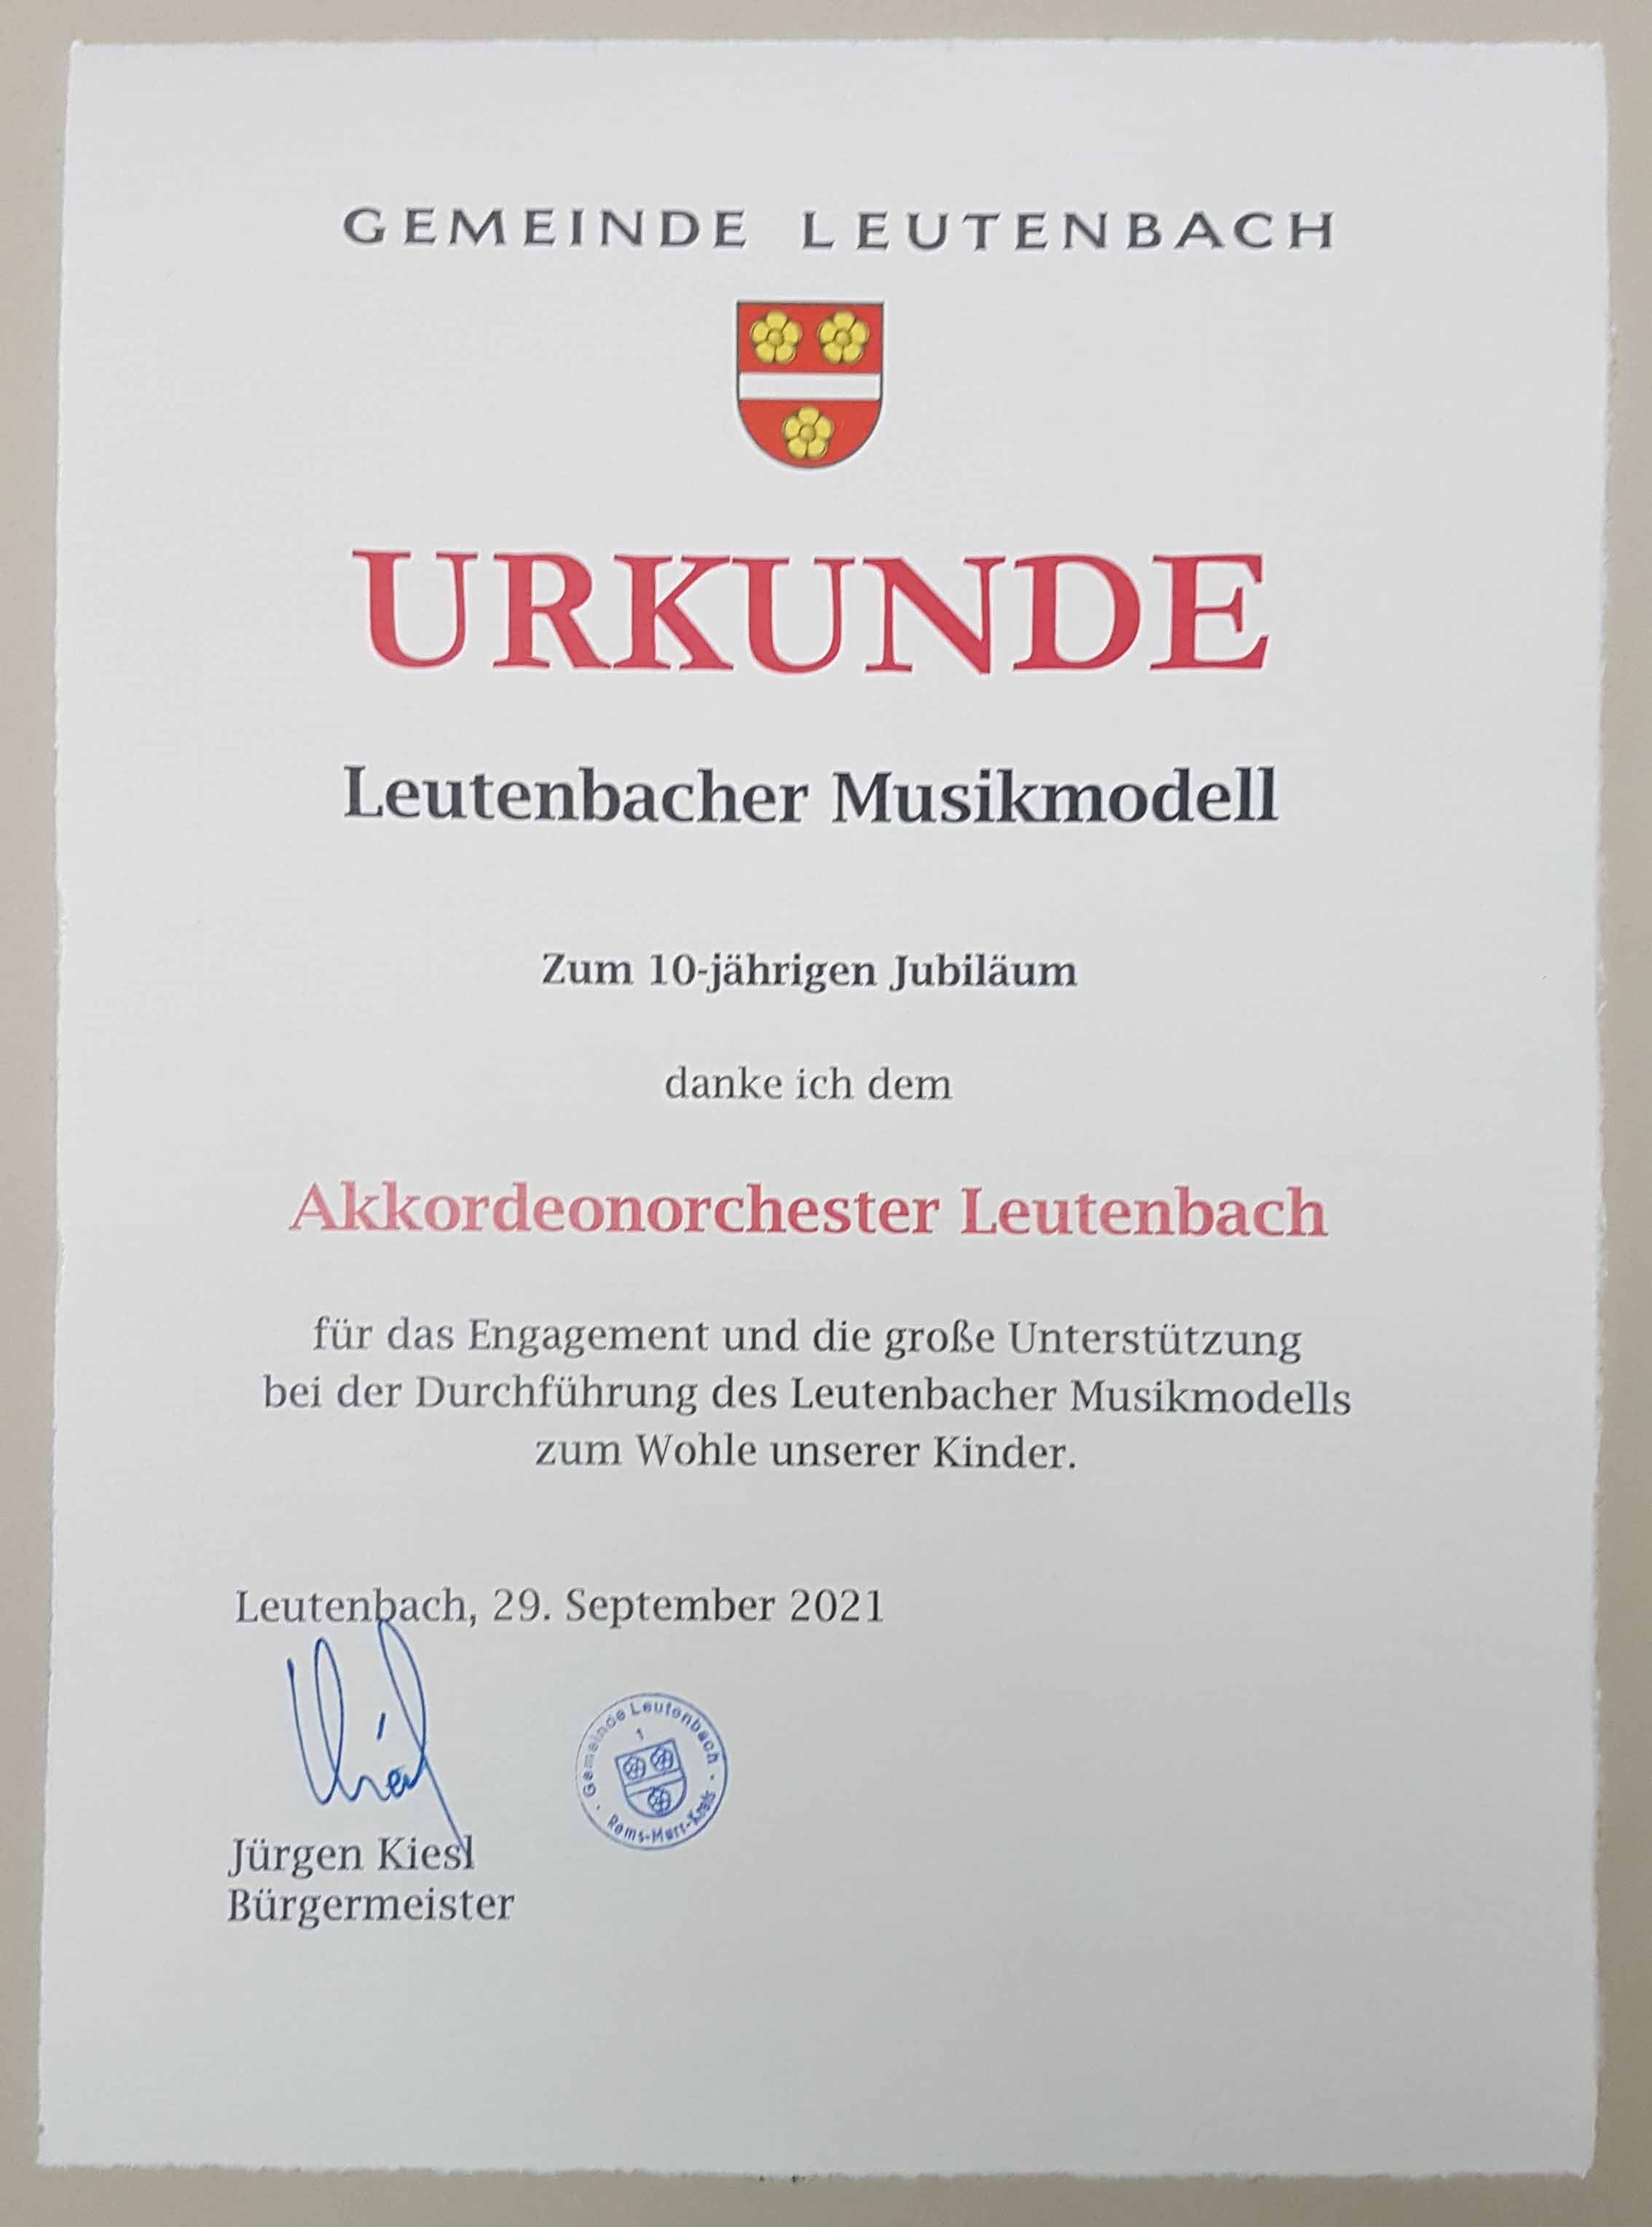 GEMEINDE LEUTENBACH
URKUNDE
Leutenbacher Musikmodell
Zum 10-jährigen Jubiläum
danke ich dem
Akkordeonorchester Leutenbach
für das Engagement und die große Unterstützung
bei der Durchführung des Leutenbacher Musikmodells
zum Wohle unserer Kinder.
Leutenbach, 29. September 2021
Gemeinde Leutenbach
1
Rems-Murr-Kreis
Jürgen Kiesl
Bürgermeister